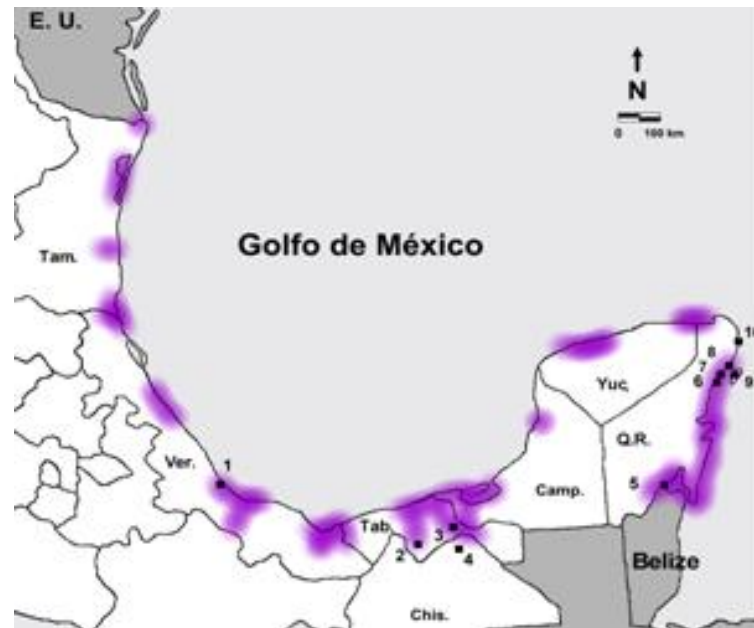 E. U.
N
0 100 km
Golfo de México
Tam.
10
8
7
6
9
Yuc.
Q.R.
Ver.
1
5
Camp.
Tab.
3
2
4
Belize
Chis.